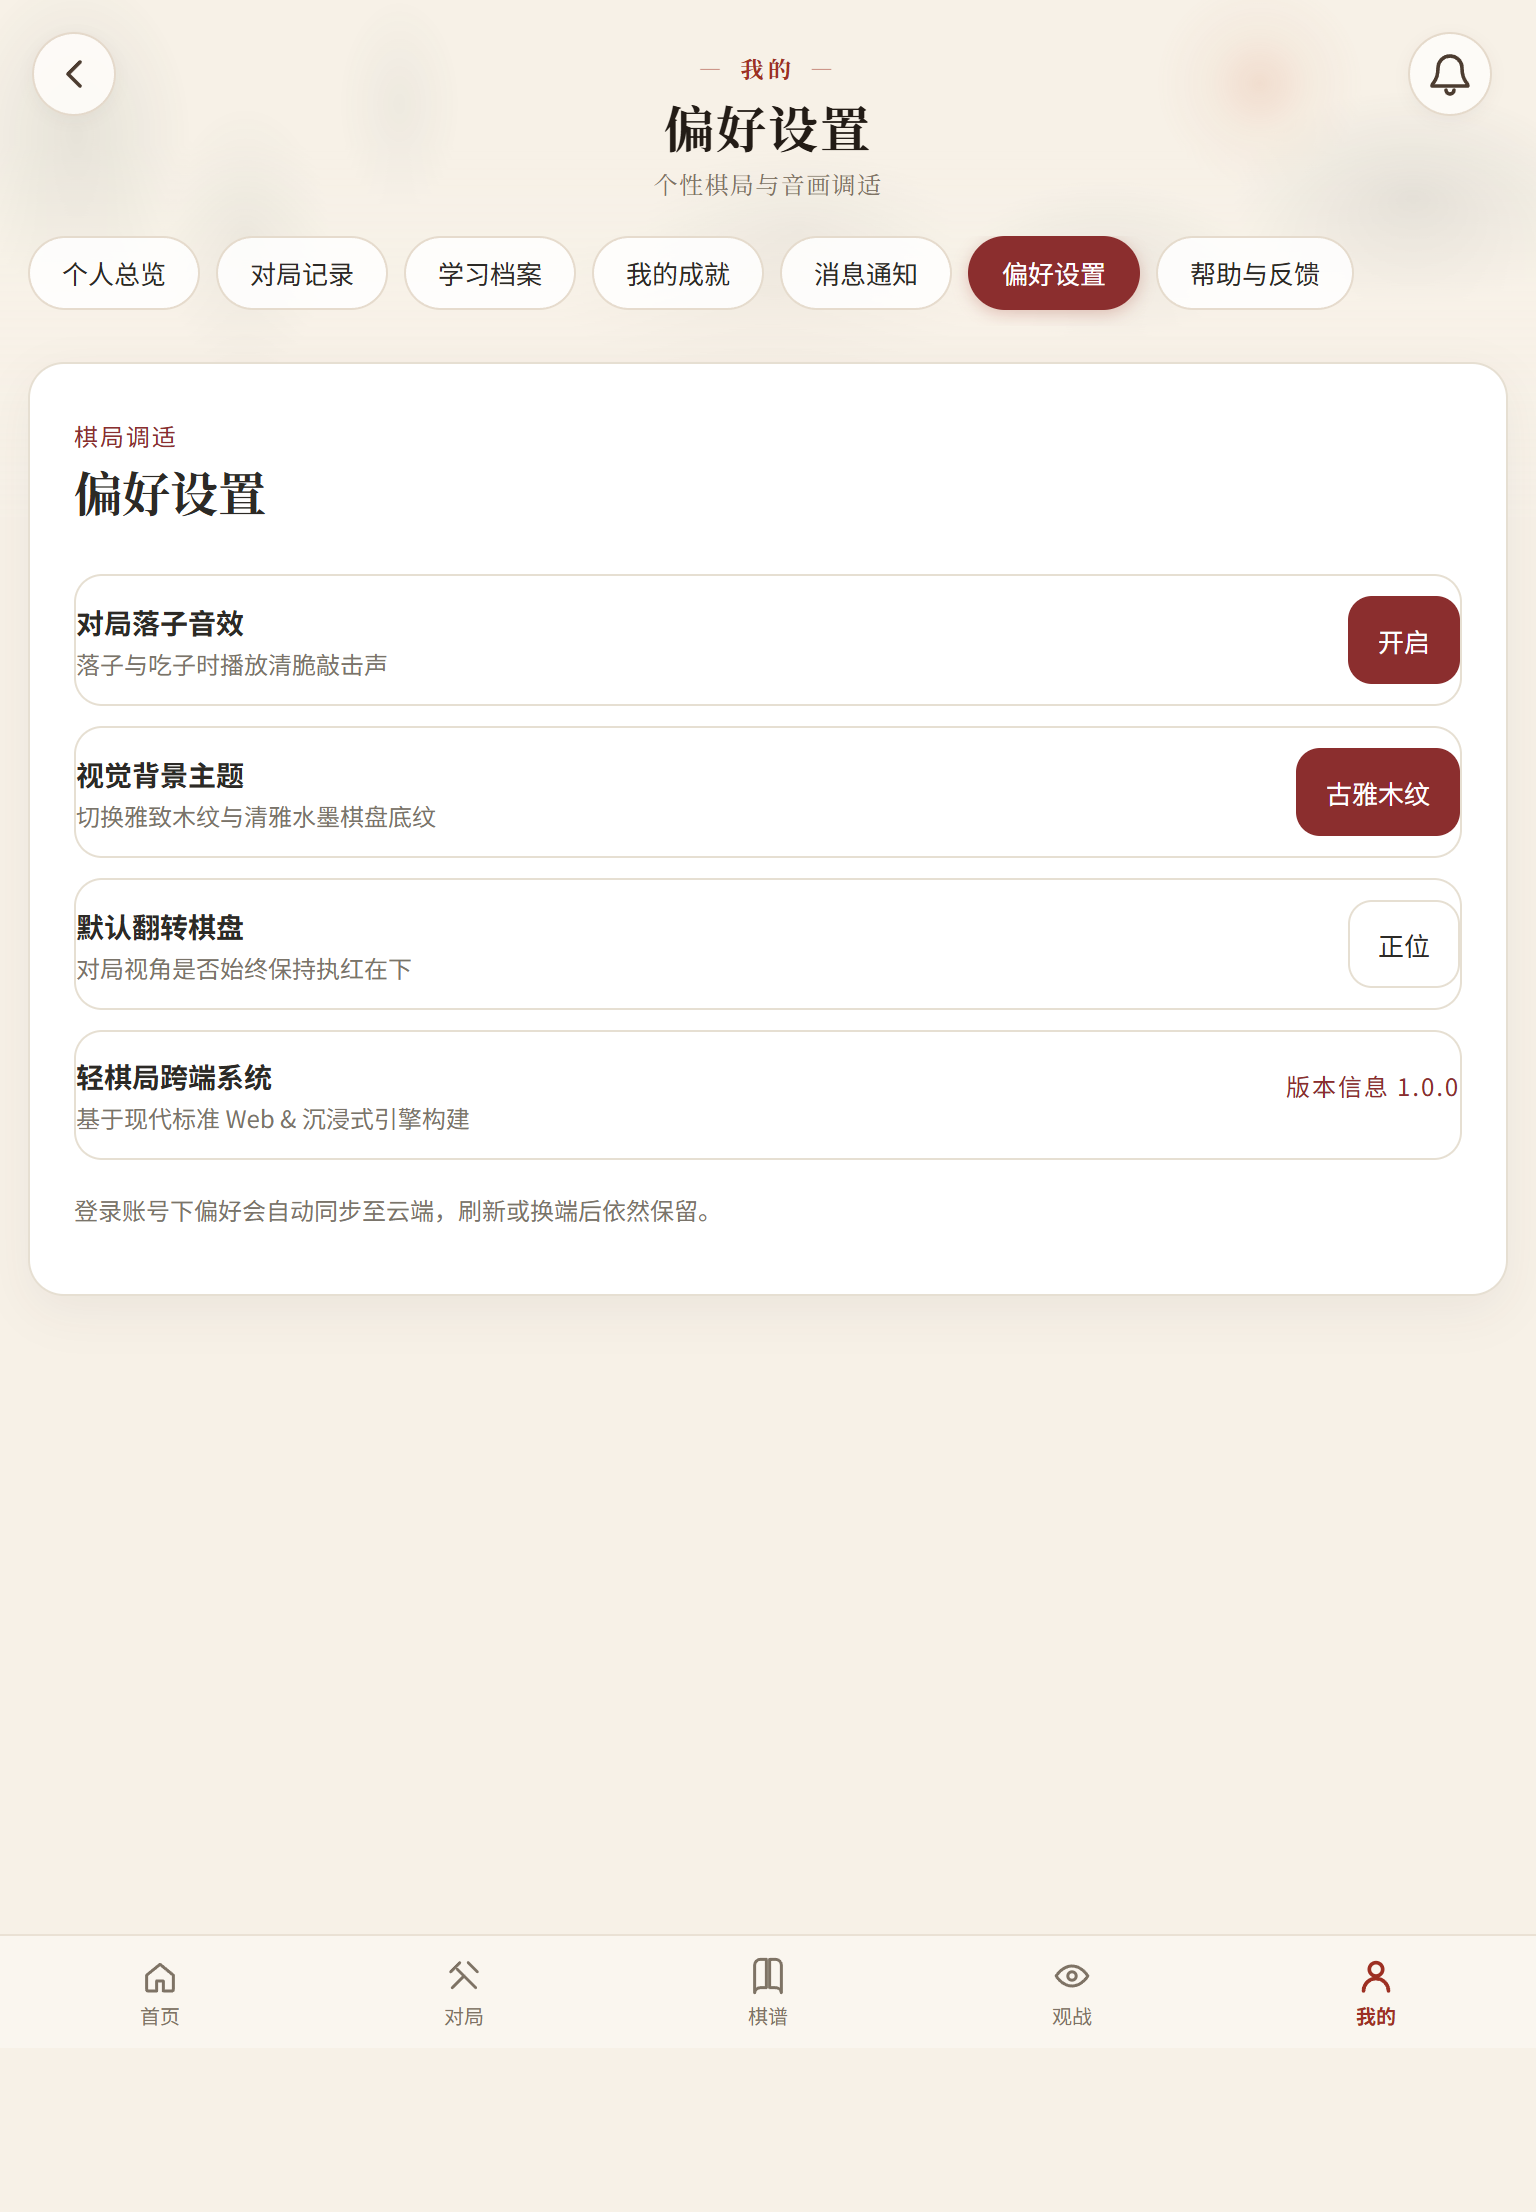 — 我的 —
偏好设置
个性棋局与音画调适
个人总览 对局记录 学习档案 我的成就 消息通知 偏好设置 帮助与反馈
棋局调适
偏好设置
对局落子音效
落子与吃子时播放清脆敲击声
开启
视觉背景主题
切换雅致木纹与清雅水墨棋盘底纹
古雅木纹
默认翻转棋盘
对局视角是否始终保持执红在下
正位
轻棋局跨端系统
基于现代标准 Web & 沉浸式引擎构建
版本信息 1.0.0
登录账号下偏好会自动同步至云端，刷新或换端后依然保留。
首页 对局 棋谱 观战 我的